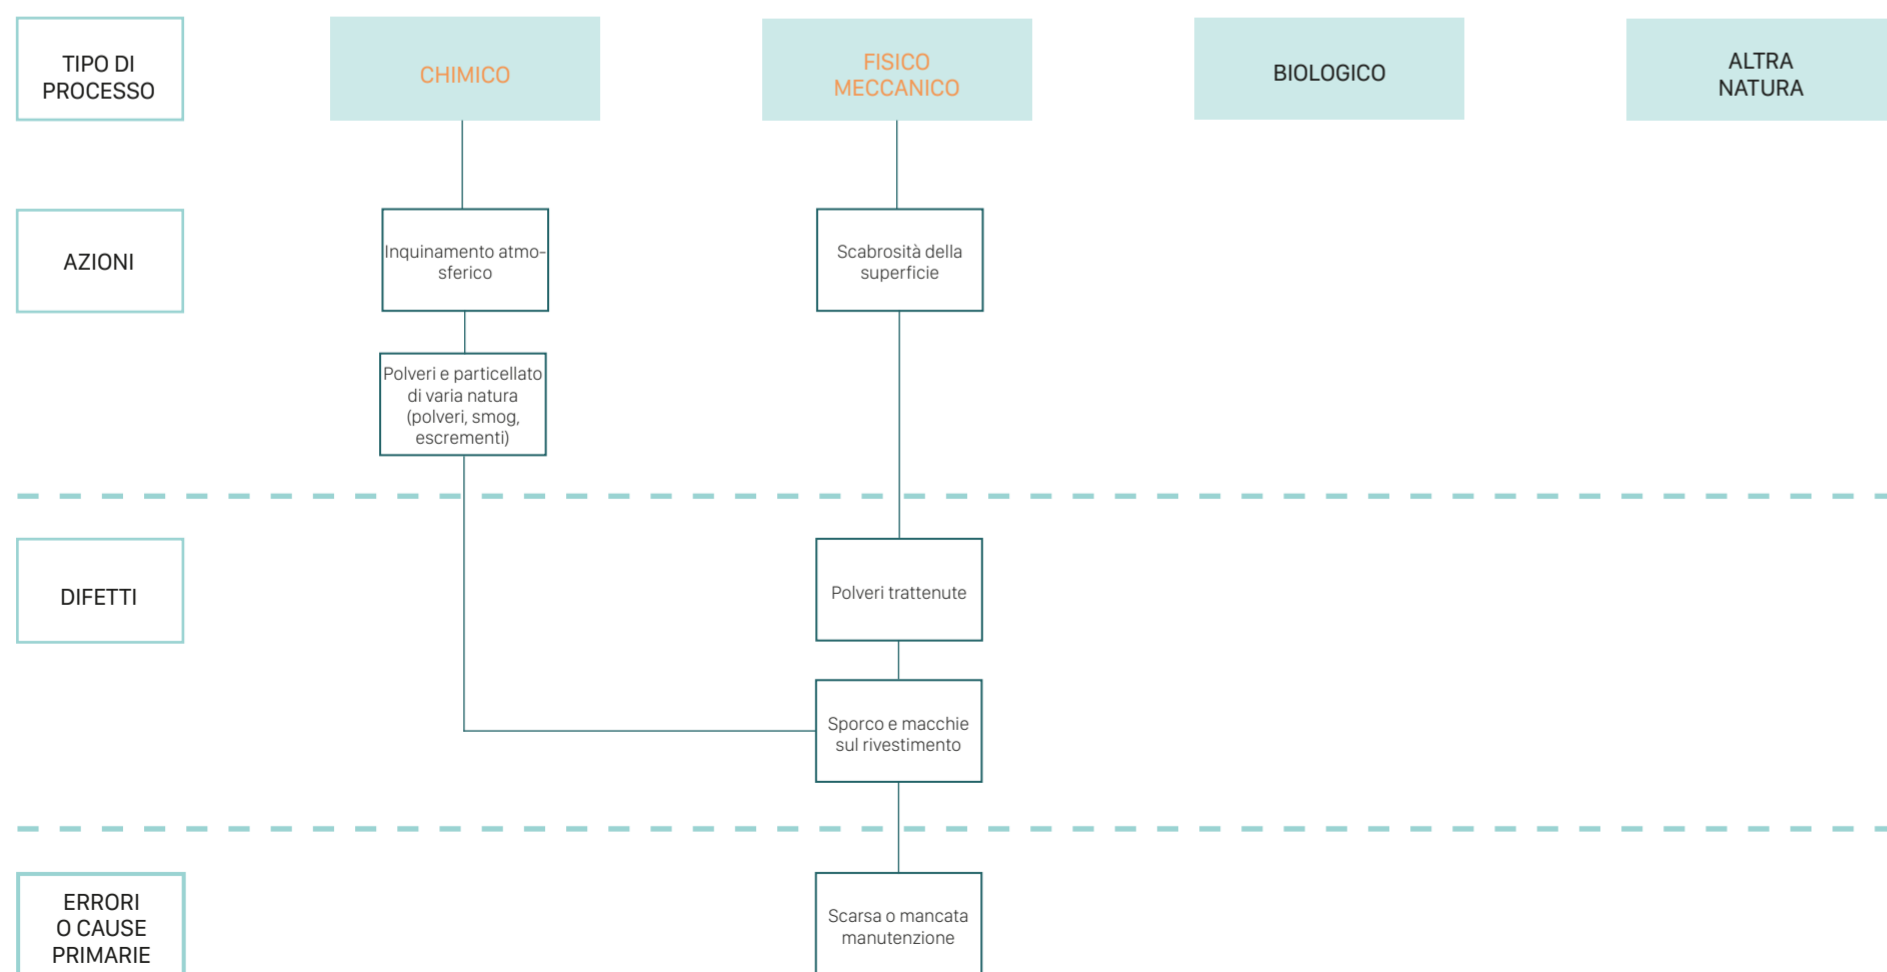 TIPO DI
PROCESSO
CHIMICO
FISICO
MECCANICO
BIOLOGICO
ALTRA
NATURA
AZIONI
Inquinamento atmo-
sferico
Scabrosità della
superficie
Polveri e particellato
di varia natura
(polveri, smog,
escrementi)
DIFETTI
Polveri trattenute
Sporco e macchie
sul rivestimento
ERRORI
O CAUSE
PRIMARIE
Scarsa o mancata
manutenzione